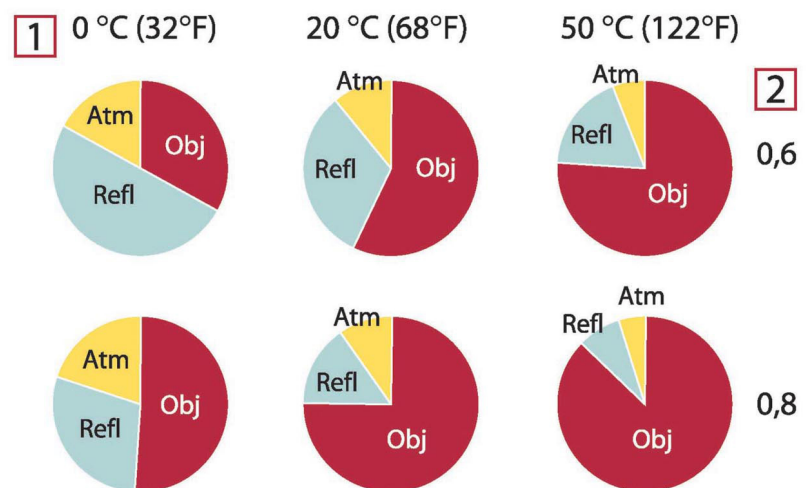 1 0 °C (32°F) 20 °C (68°F) 50 °C (122°F)
2
0,6
Atm Obj Refl
Atm Refl Obj
Atm Refl Obj
0,8
Atm Obj Refl
Atm Refl Obj
Atm Refl Obj